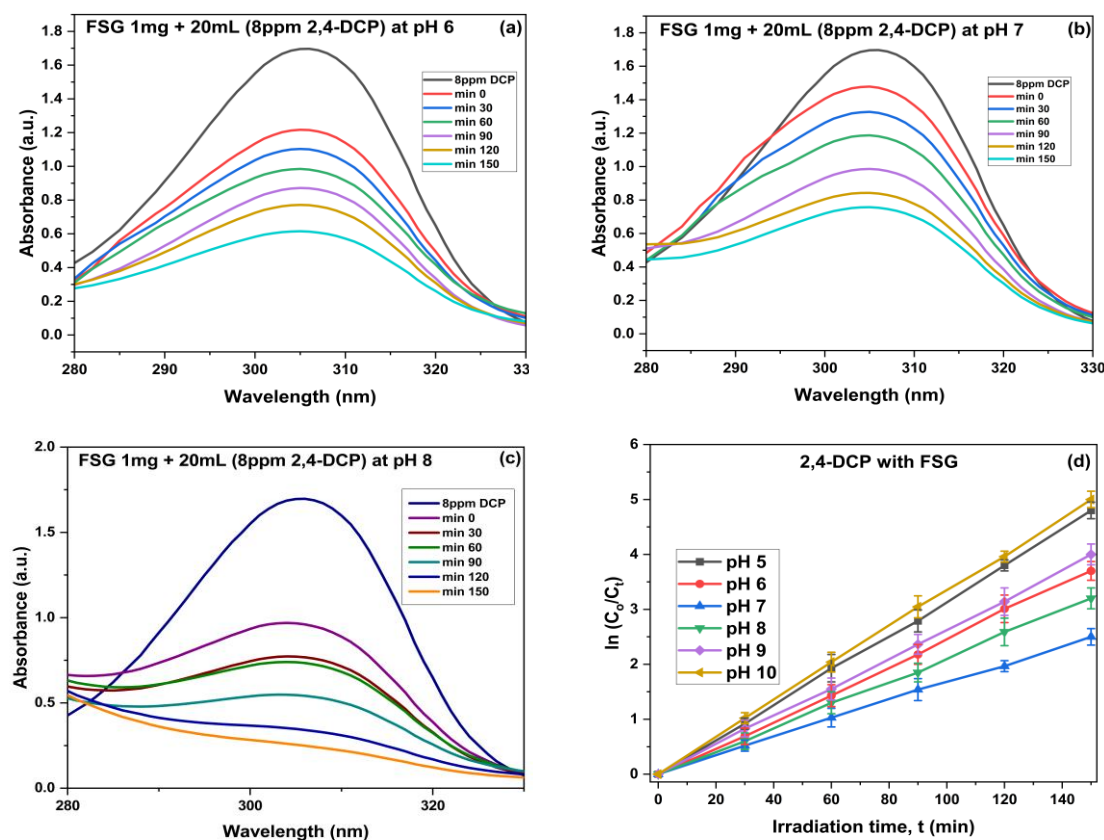 FSG 1mg + 20mL (8ppm 2,4-DCP) at pH 6
(a)
8ppm DCP
min 0
min 30
min 60
min 90
min 120
min 150
Absorbance (a.u.)
1.8
1.6
1.4
1.2
1.0
0.8
0.6
0.4
0.2
0.0
280
290
300
310
320
33
Wavelength (nm)
FSG 1mg + 20mL (8ppm 2,4-DCP) at pH 7
(b)
8ppm DCP
min 0
min 30
min 60
min 90
min 120
min 150
Absorbance (a.u.)
1.8
1.6
1.4
1.2
1.0
0.8
0.6
0.4
0.2
0.0
280
290
300
310
320
330
Wavelength (nm)
FSG 1mg + 20mL (8ppm 2,4-DCP) at pH 8
(c)
8ppm DCP
min 0
min 30
min 60
min 90
min 120
min 150
Absorbance (a.u.)
2.0
1.5
1.0
0.5
0.0
280
300
320
Wavelength (nm)
2,4-DCP with FSG
(d)
pH 5
pH 6
pH 7
pH 8
pH 9
pH 10
ln (C₀/Cₜ)
6
5
4
3
2
1
0
0
20
40
60
80
100
120
140
Irradiation time, t (min)